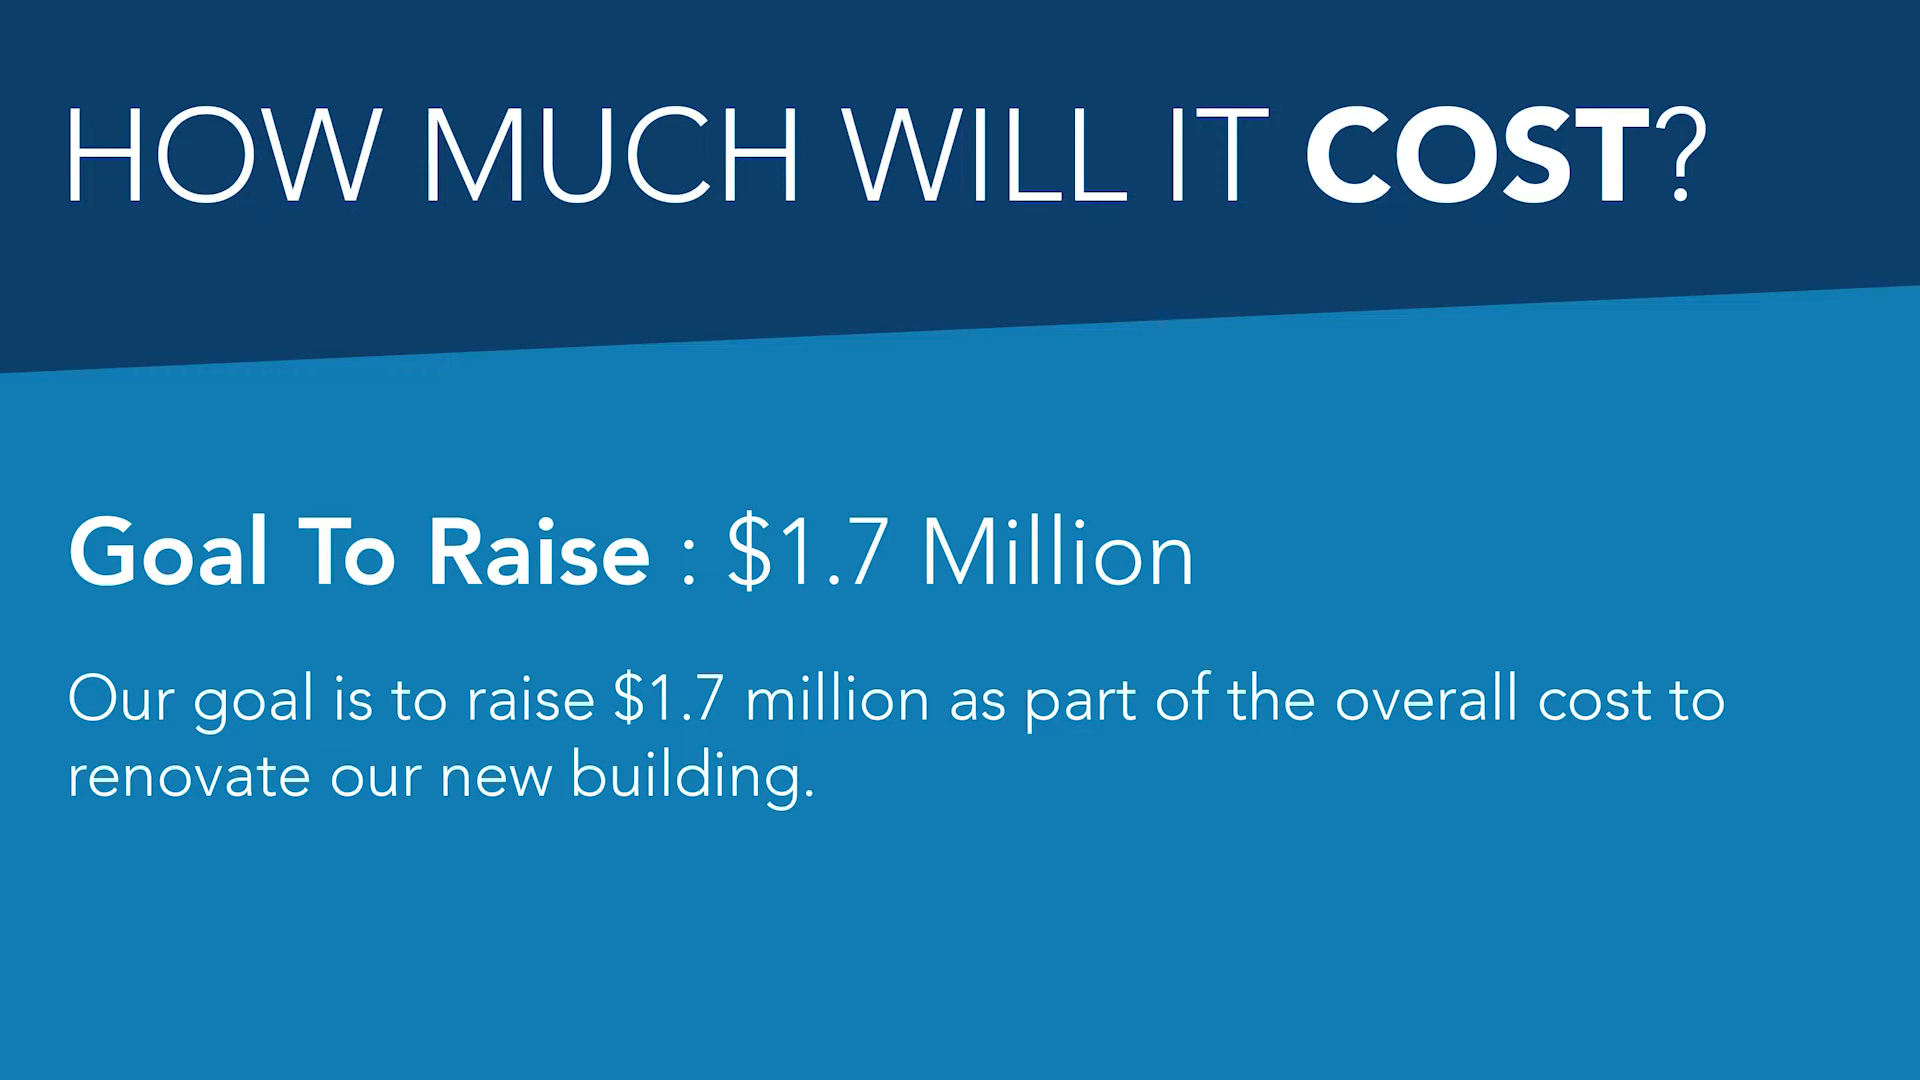 HOW MUCH WILL IT COST?
Goal To Raise : $1.7 Million
Our goal is to raise $1.7 million as part of the overall cost to
renovate our new building.